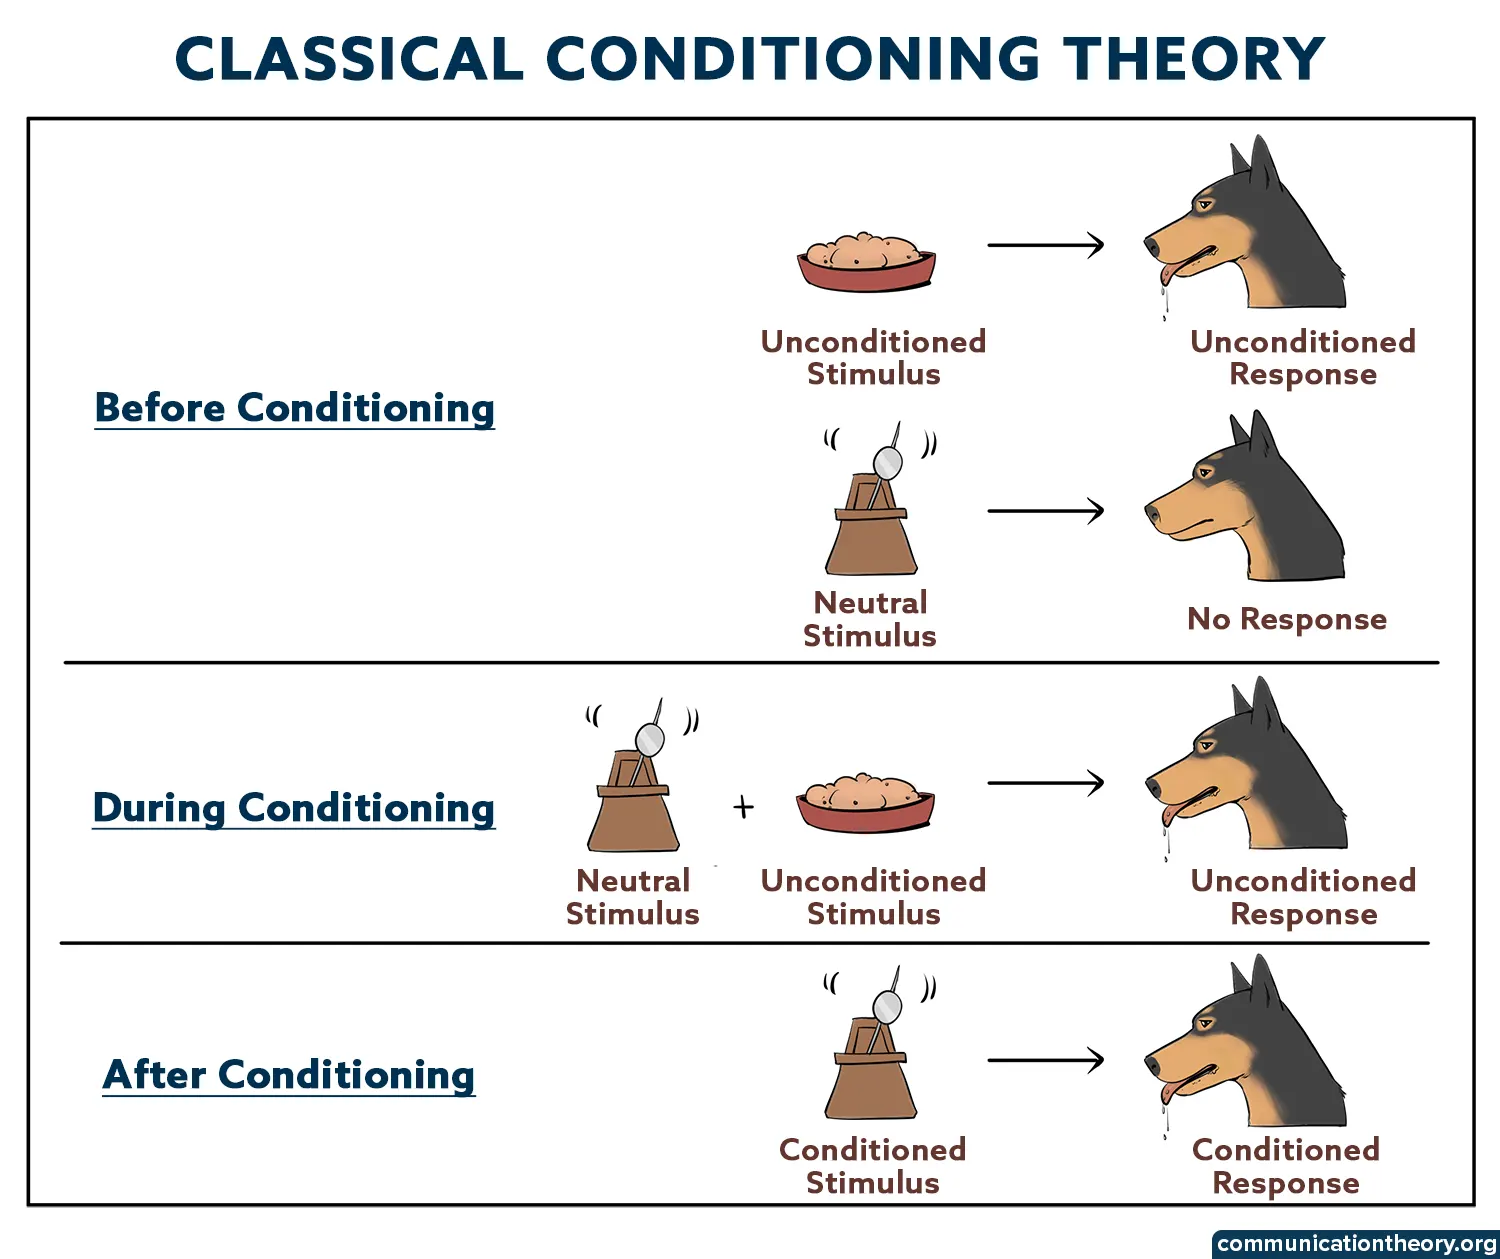 CLASSICAL CONDITIONING THEORY
Before Conditioning
Unconditioned
Stimulus
Unconditioned
Response
Neutral
Stimulus
No Response
During Conditioning
Neutral
Stimulus
+
Unconditioned
Stimulus
Unconditioned
Response
After Conditioning
Conditioned
Stimulus
Conditioned
Response
communicationtheory.org